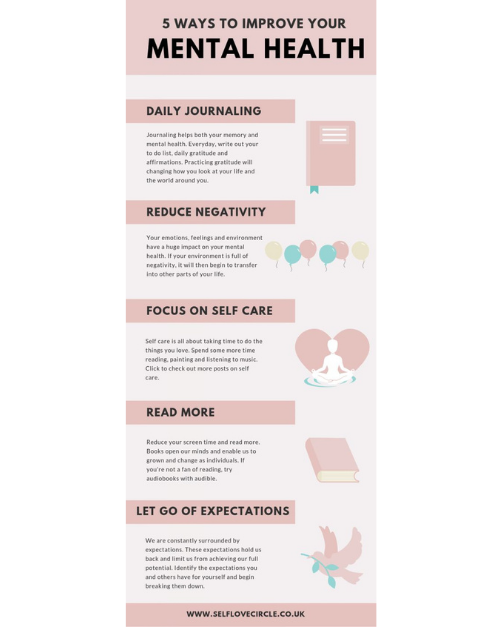 5 WAYS TO IMPROVE YOUR
MENTAL HEALTH
DAILY JOURNALING
Journaling helps both your memory and
mental health. Everyday, write out your
to do list, daily gratitude and
affirmations. Practicing gratitude will
changing how you look at your life and
the world around you.
REDUCE NEGATIVITY
Your emotions, feelings and environment
have a huge impact on your mental
health. If your environment is full of
negativity, it will then begin to transfer
into other parts of your life.
FOCUS ON SELF CARE
Self care is all about taking time to do the
things you love. Spend some more time
reading, painting and listening to music.
Click to check out more posts on self
care.
READ MORE
Reduce your screen time and read more.
Books open our minds and enable us to
grown and change as individuals. If
you're not a fan of reading, try
audiobooks with audible.
LET GO OF EXPECTATIONS
We are constantly surrounded by
expectations. These expectations hold us
back and limit us from achieving our full
potential. Identify the expectations you
and others have for yourself and begin
breaking them down.
WWW.SELFLOVECIRCLE.CO.UK